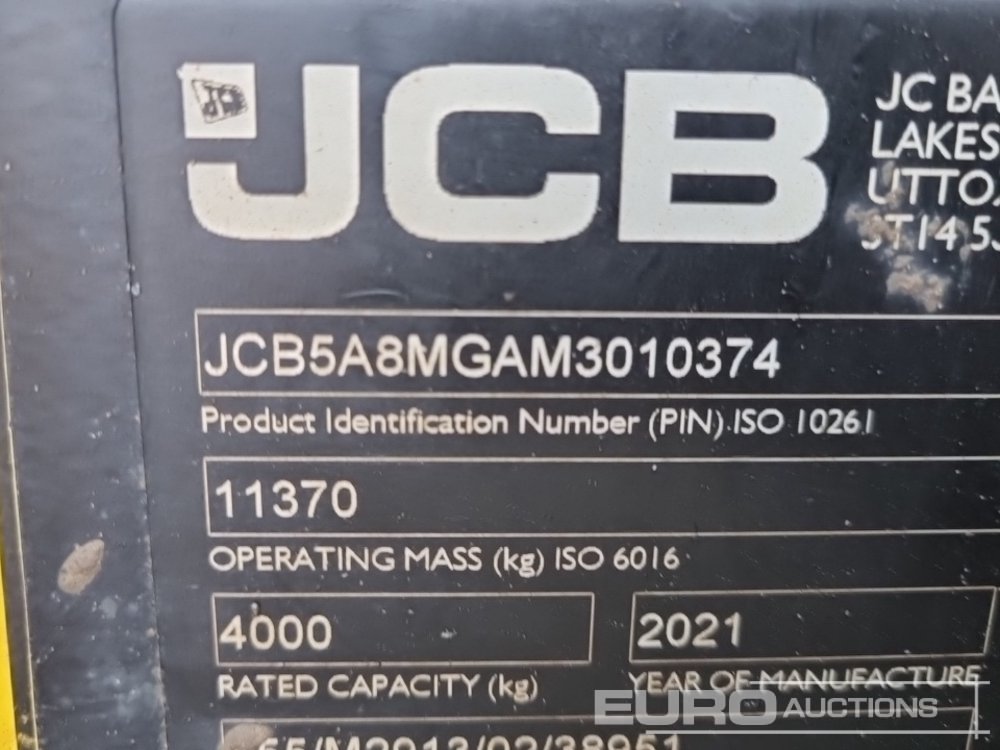 JCB
JC BA
LAKES
UTTO
ST14 5
JCB5A8MGAM3010374
Product Identification Number (PIN) ISO 10261
11370
OPERATING MASS (kg) ISO 6016
4000
2021
RATED CAPACITY (kg)
YEAR OF MANUFACTURE
EURO AUCTIONS